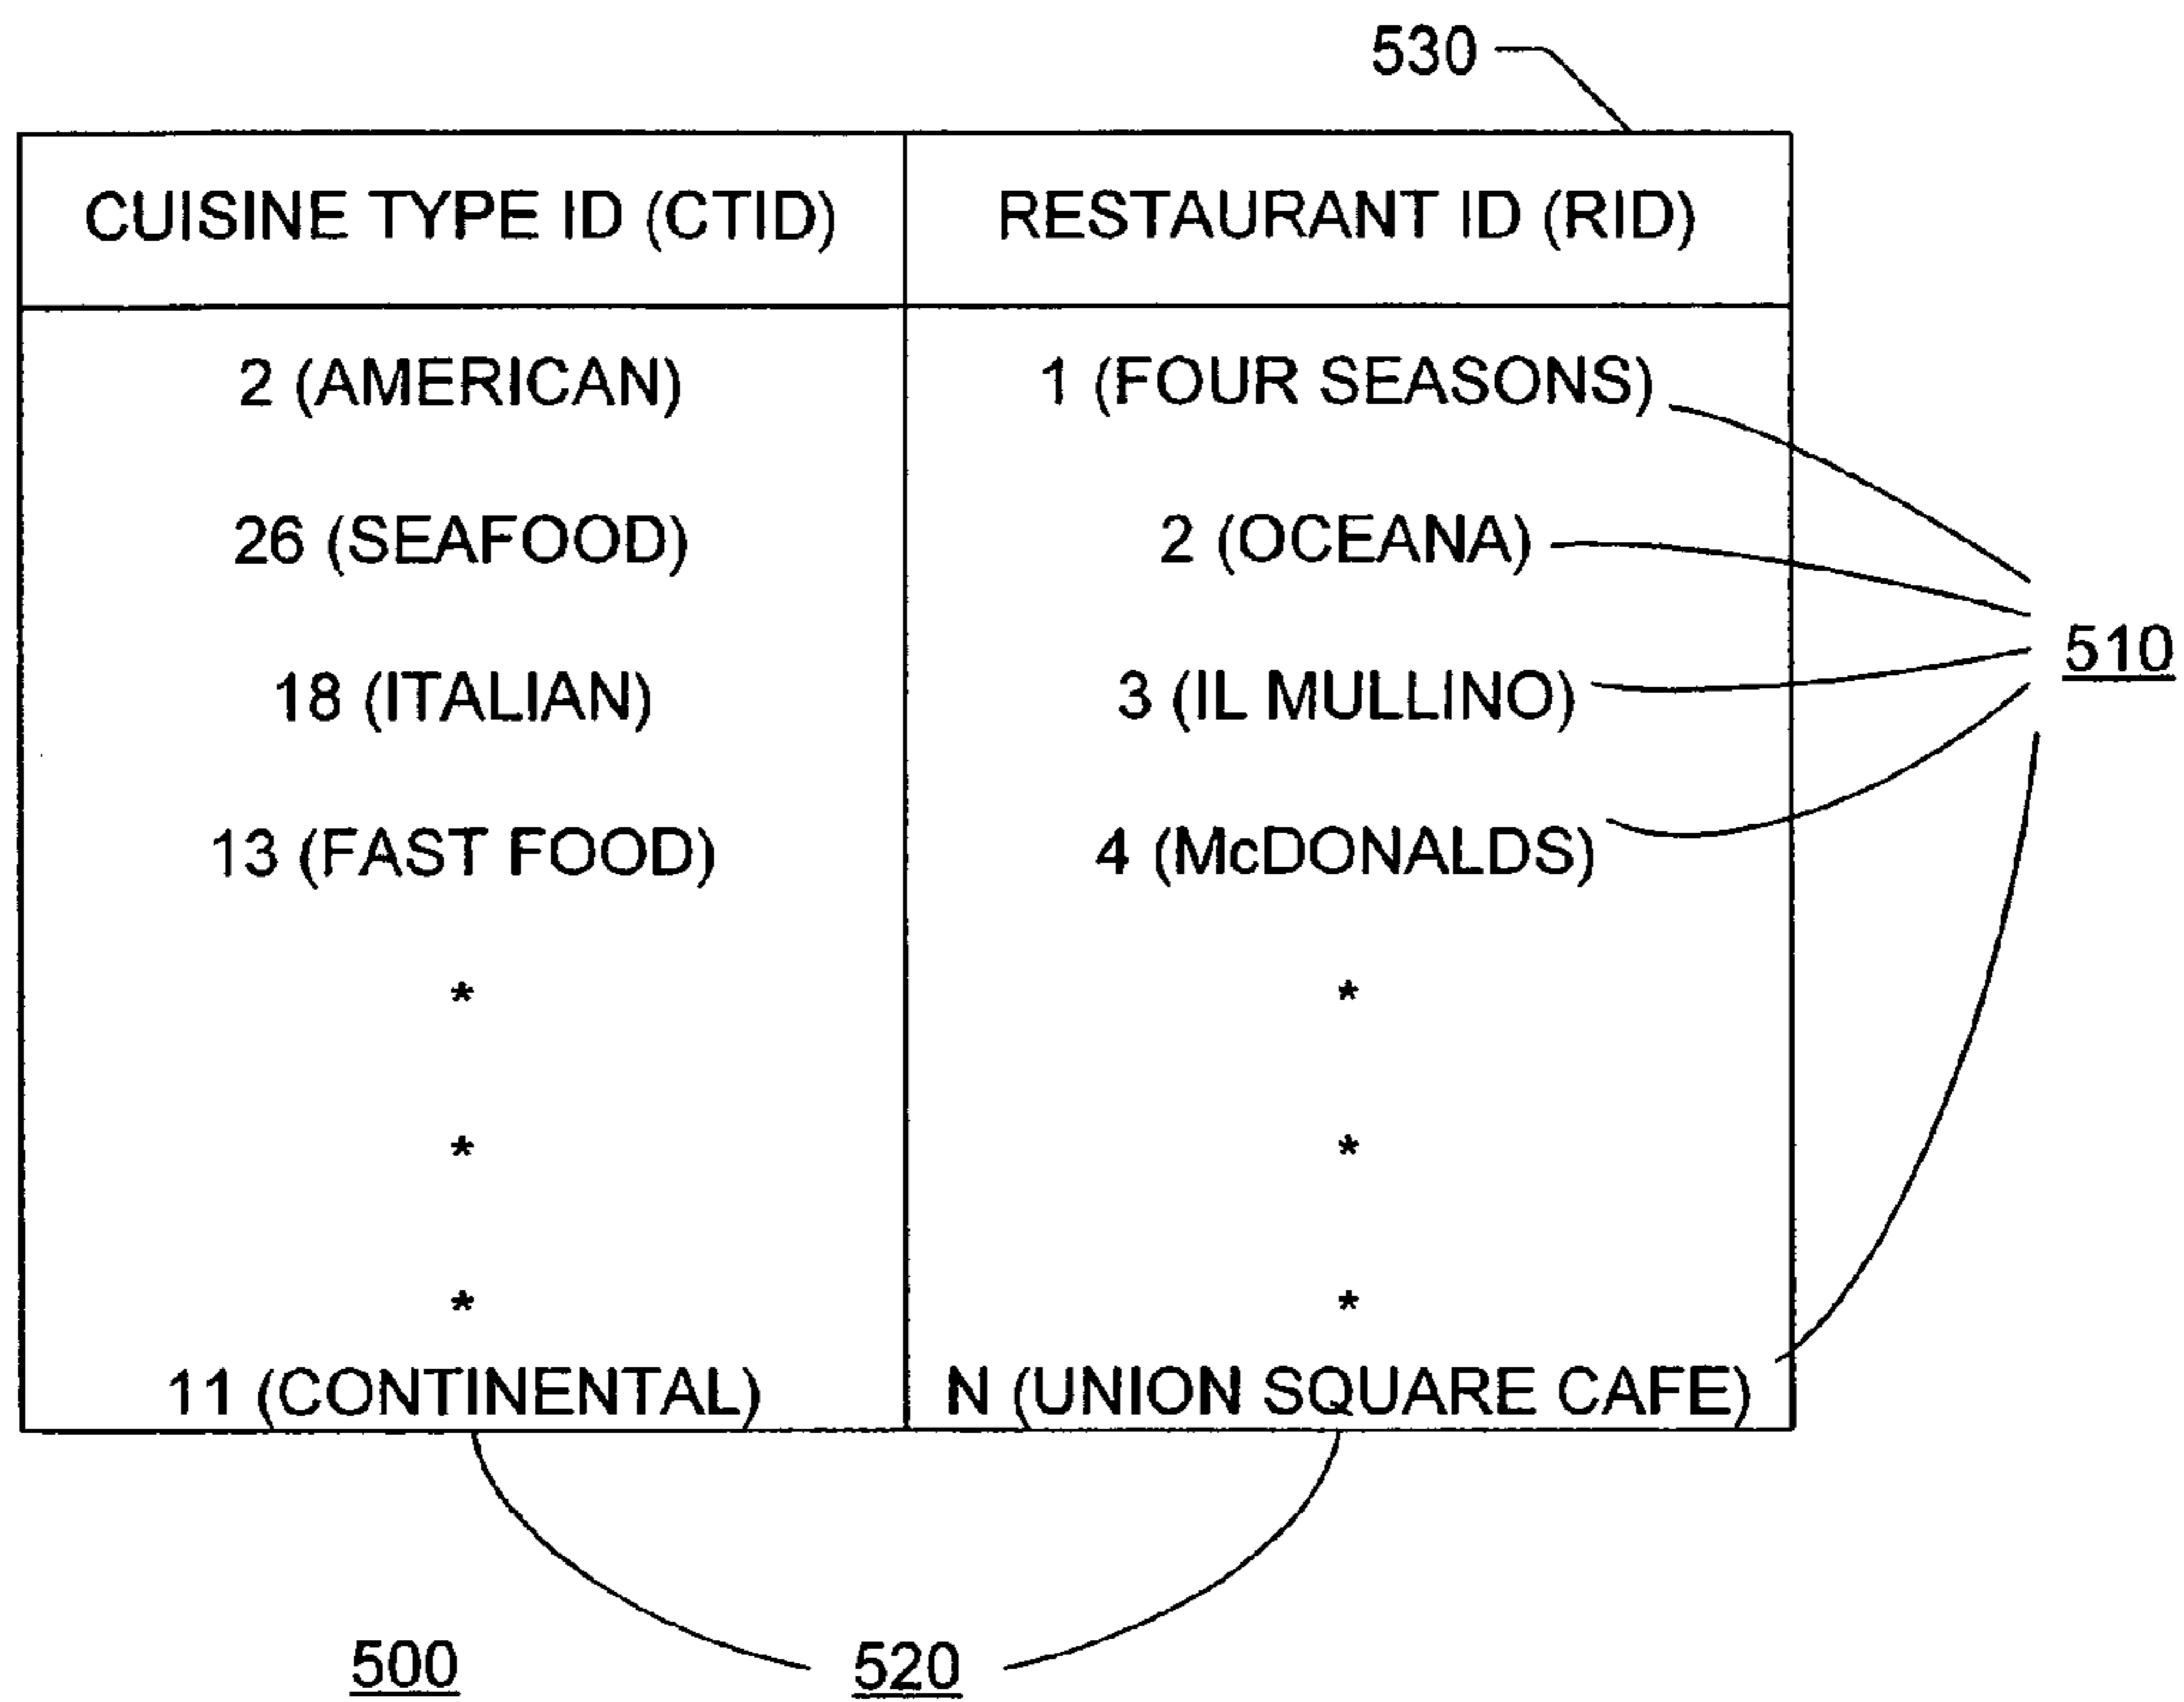 530
CUISINE TYPE ID (CTID) RESTAURANT ID (RID)
2 (AMERICAN) 1 (FOUR SEASONS)
26 (SEAFOOD) 2 (OCEANA)
510
18 (ITALIAN) 3 (IL MULLINO)
13 (FAST FOOD) 4 (McDONALDS)
* *
* *
* *
11 (CONTINENTAL) N (UNION SQUARE CAFE)
500 520